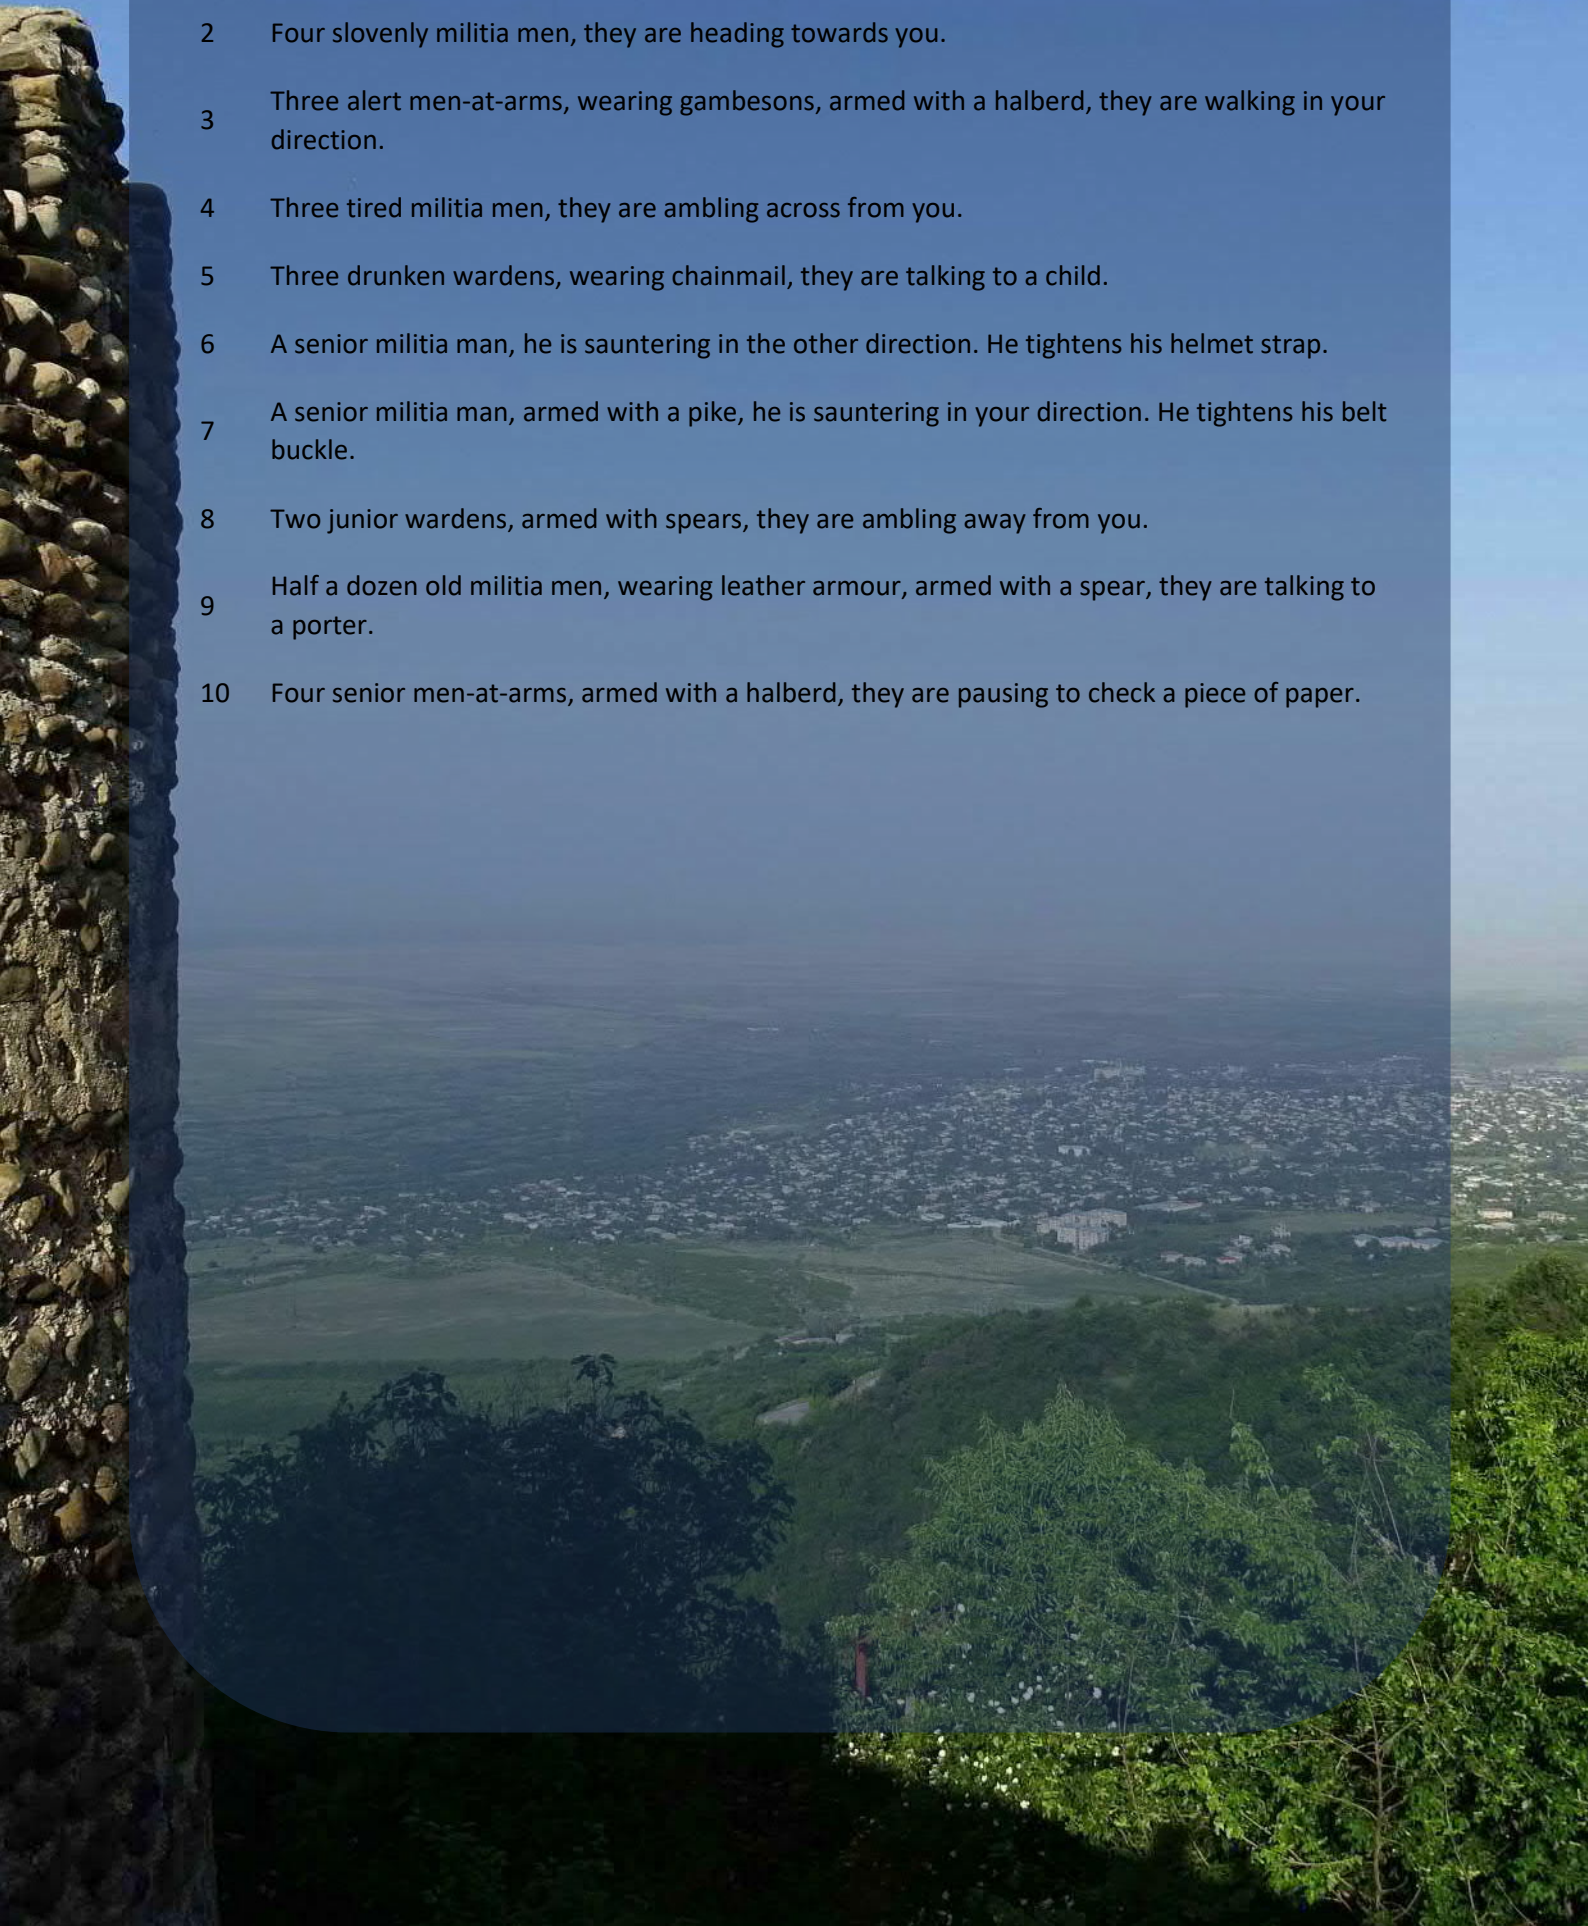 2 Four slovenly militia men, they are heading towards you.
3 Three alert men-at-arms, wearing gambesons, armed with a halberd, they are walking in your
direction.
4 Three tired militia men, they are ambling across from you.
5 Three drunken wardens, wearing chainmail, they are talking to a child.
6 A senior militia man, he is sauntering in the other direction. He tightens his helmet strap.
7 A senior militia man, armed with a pike, he is sauntering in your direction. He tightens his belt
buckle.
8 Two junior wardens, armed with spears, they are ambling away from you.
9 Half a dozen old militia men, wearing leather armour, armed with a spear, they are talking to
a porter.
10 Four senior men-at-arms, armed with a halberd, they are pausing to check a piece of paper.